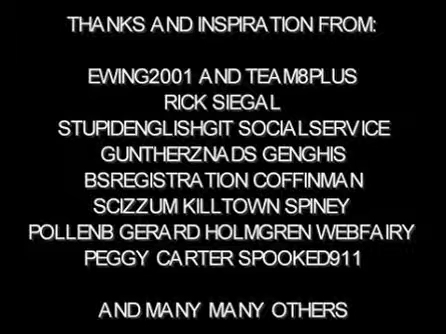 THANKS AND INSPIRATION FROM:
EWING2001 AND TEAM8PLUS
RICK SIEGAL
STUPIDENGLISHGIT SOCIALSERVICE
GUNTHERZNADS GENGHIS
BSREGISTRATION COFFINMAN
SCIZZUM KILLTOWN SPINEY
POLLENB GERARD HOLMGREN WEBFAIRY
PEGGY CARTER SPOOKED911
AND MANY MANY OTHERS